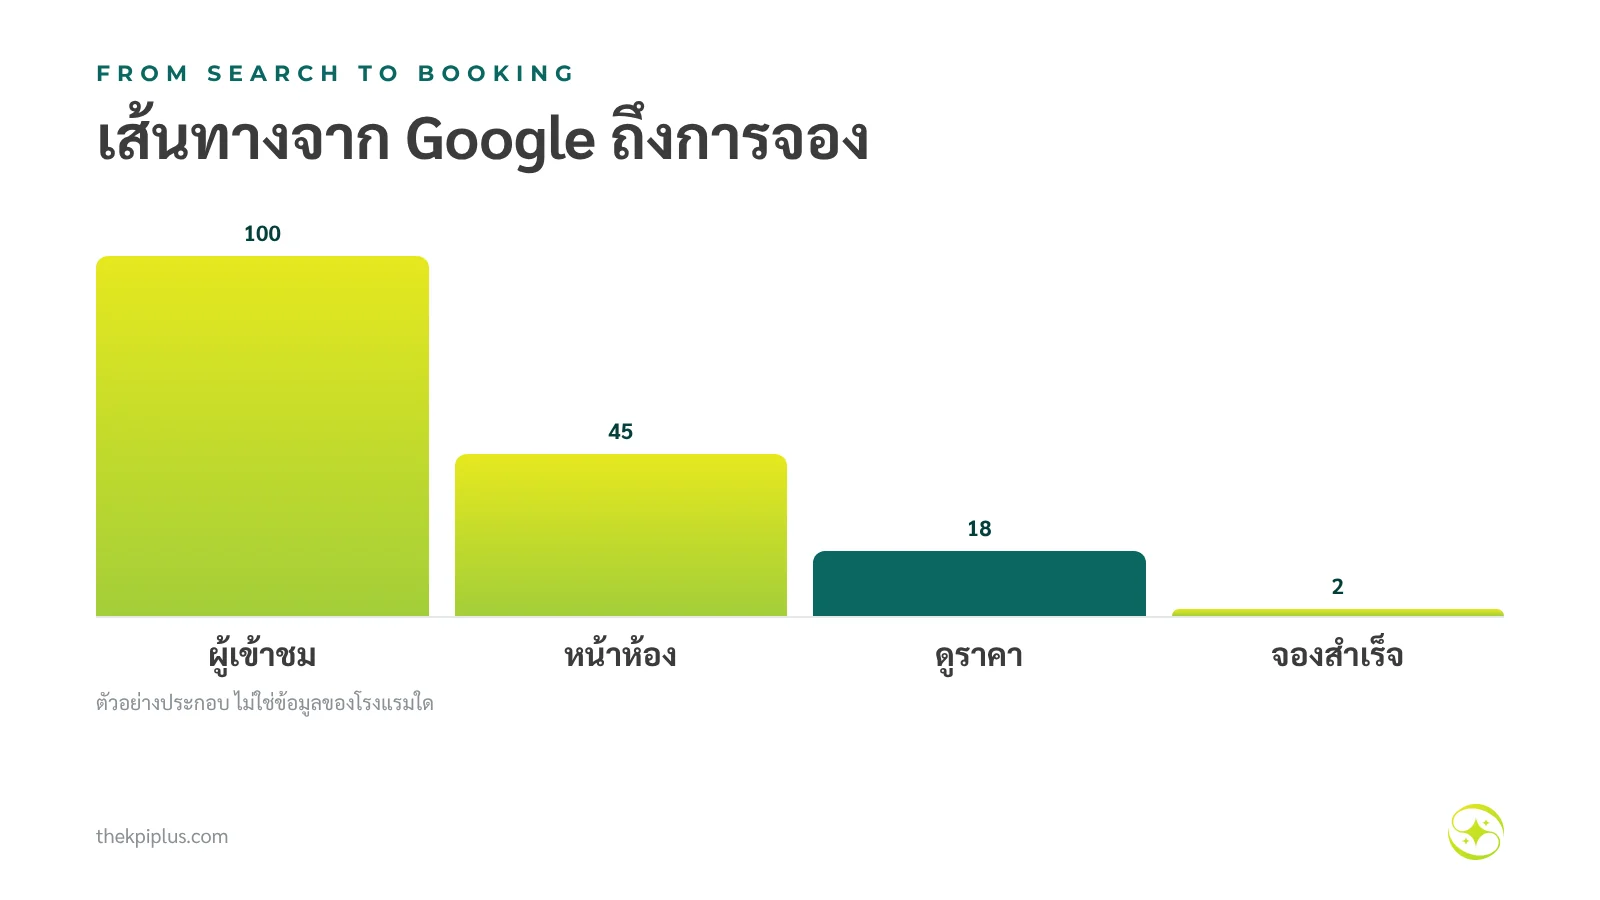 FROM SEARCH TO BOOKING
เส้นทางจาก Google ถึงการจอง
100
45
18
2
ผู้เข้าชม
หน้าห้อง
ดูราคา
จองสำเร็จ
ตัวอย่างประกอบ ไม่ใช่ข้อมูลของโรงแรมใด
thekpiplus.com